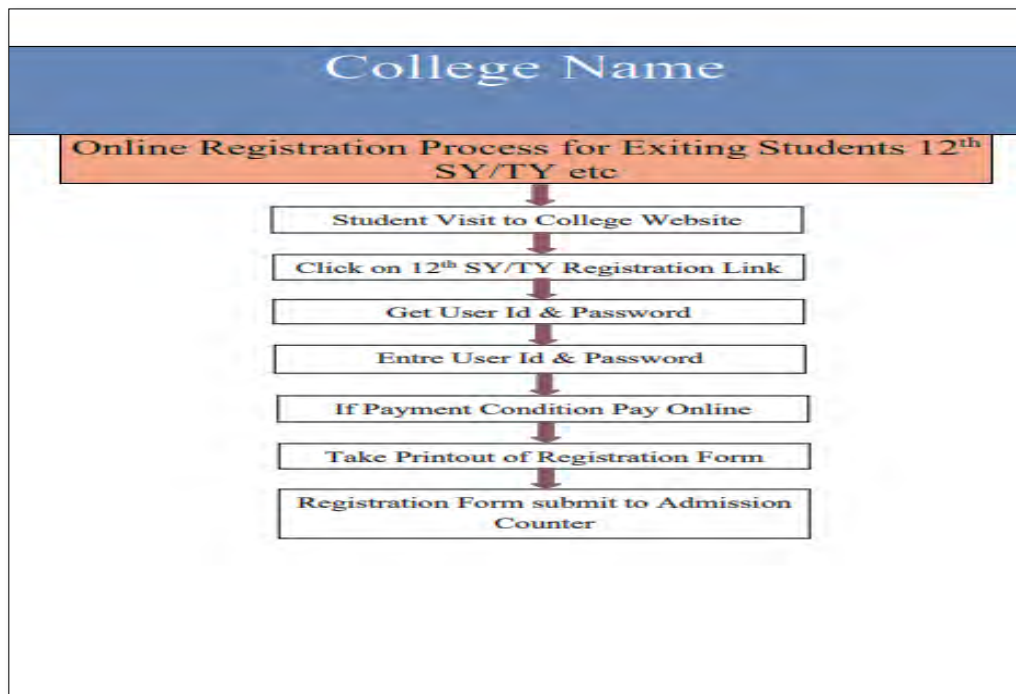 College Name
Online Registration Process for Exiting Students 12th
SY/TY etc
Student Visit to College Website
Click on 12th SY/TY Registration Link
Get User Id & Password
Entre User Id & Password
If Payment Condition Pay Online
Take Printout of Registration Form
Registration Form submit to Admission
Counter